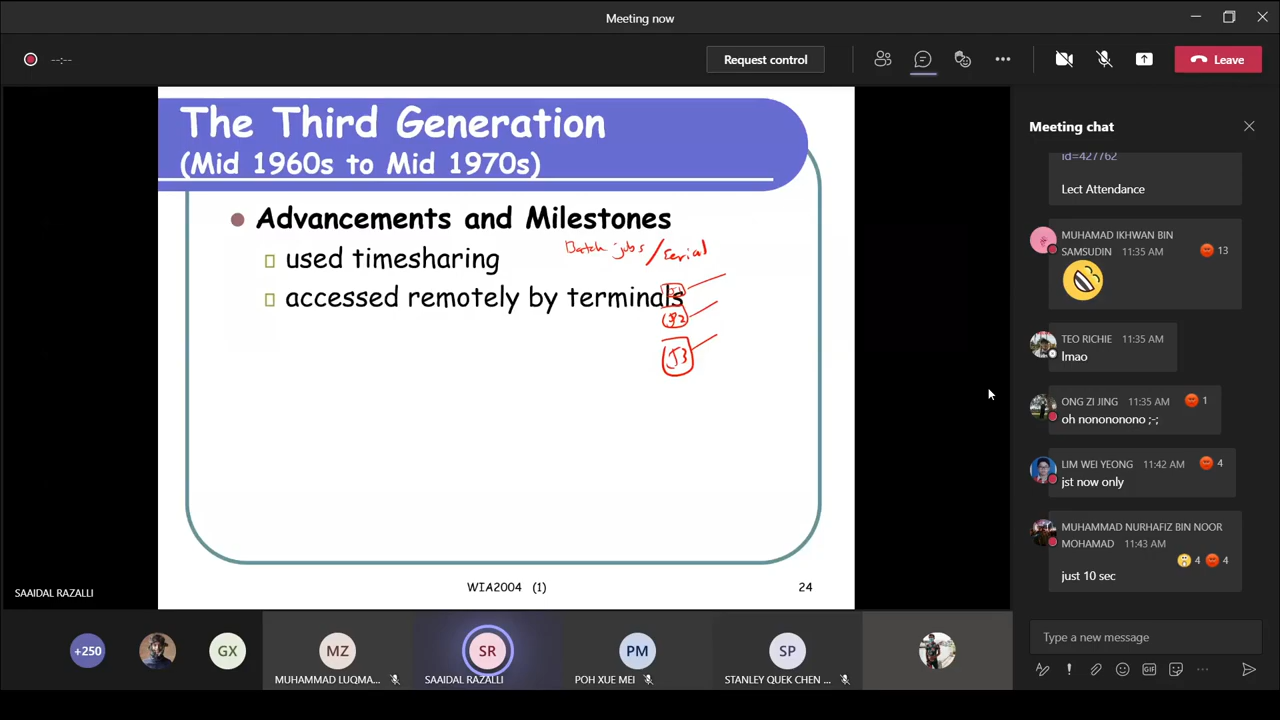 Meeting now
--:--
Request control
Leave
The Third Generation
(Mid 1960s to Mid 1970s)
Advancements and Milestones
used timesharing
Batch jobs / serial
accessed remotely by terminals
J1
J2
J3
WIA2004 (1)
24
SAAIDAL RAZALLI
Meeting chat
id=427762
Lect Attendance
MUHAMAD IKHWAN BIN
SAMSUDIN 11:35 AM 13
TEO RICHIE 11:35 AM
lmao
ONG ZI JING 11:35 AM 1
oh nonononono ;-;
LIM WEI YEONG 11:42 AM 4
jst now only
MUHAMMAD NURHAFIZ BIN NOOR
MOHAMAD 11:43 AM
4 4
just 10 sec
Type a new message
GIF
+250
GX
MZ
MUHAMMAD LUQMA...
SR
SAAIDAL RAZALLI
PM
POH XUE MEI
SP
STANLEY QUEK CHEN ...